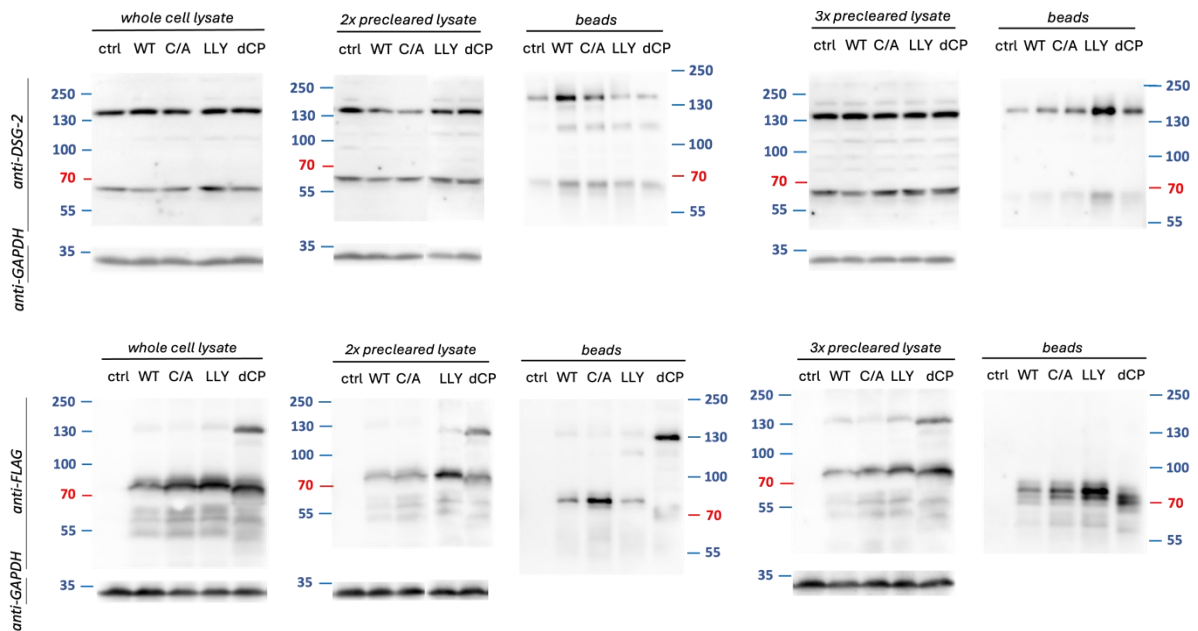 whole cell lysate
ctrl WT C/A LLY dCP
250
130
100
70
55
35
anti-DSG-2
anti-GAPDH
2x precleared lysate
ctrl WT C/A LLY dCP
250
130
100
70
55
35
beads
ctrl WT C/A LLY dCP
250
130
100
70
55
3x precleared lysate
ctrl WT C/A LLY dCP
250
130
100
70
55
35
beads
ctrl WT C/A LLY dCP
250
130
100
70
55
whole cell lysate
ctrl WT C/A LLY dCP
250
130
100
70
55
35
anti-FLAG
anti-GAPDH
2x precleared lysate
ctrl WT C/A LLY dCP
250
130
100
70
55
35
beads
ctrl WT C/A LLY dCP
250
130
100
70
55
3x precleared lysate
ctrl WT C/A LLY dCP
250
130
100
70
55
35
beads
ctrl WT C/A LLY dCP
250
130
100
70
55